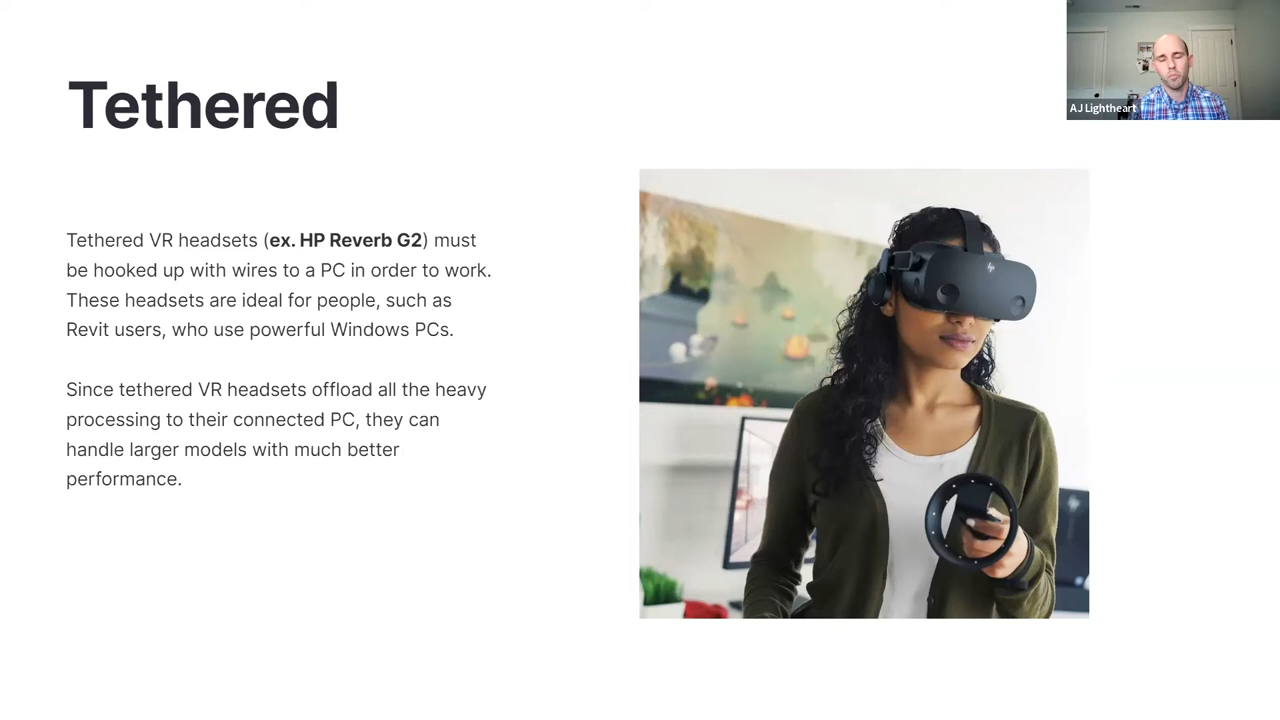 Tethered
AJ Lightheart
Tethered VR headsets (ex. HP Reverb G2) must
be hooked up with wires to a PC in order to work.
These headsets are ideal for people, such as
Revit users, who use powerful Windows PCs.
Since tethered VR headsets offload all the heavy
processing to their connected PC, they can
handle larger models with much better
performance.
hp